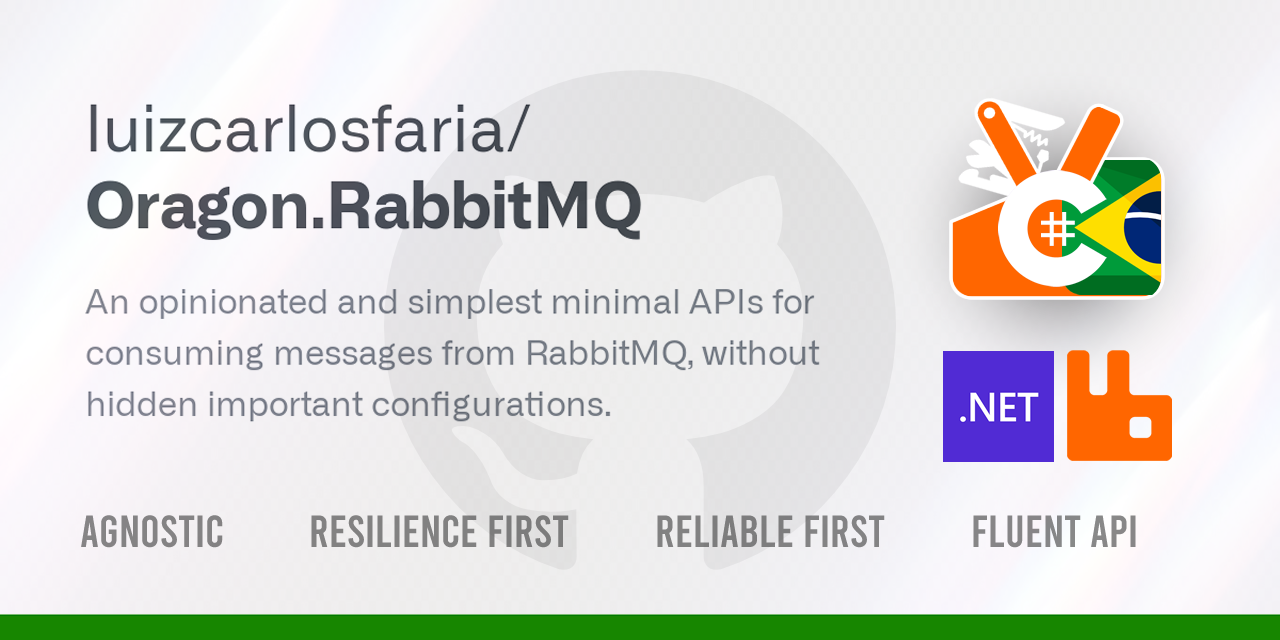 luizcarlosfaria/
Oragon.RabbitMQ
An opinionated and simplest minimal APIs for
consuming messages from RabbitMQ, without
hidden important configurations.
C#
.NET
AGNOSTIC RESILIENCE FIRST RELIABLE FIRST FLUENT API